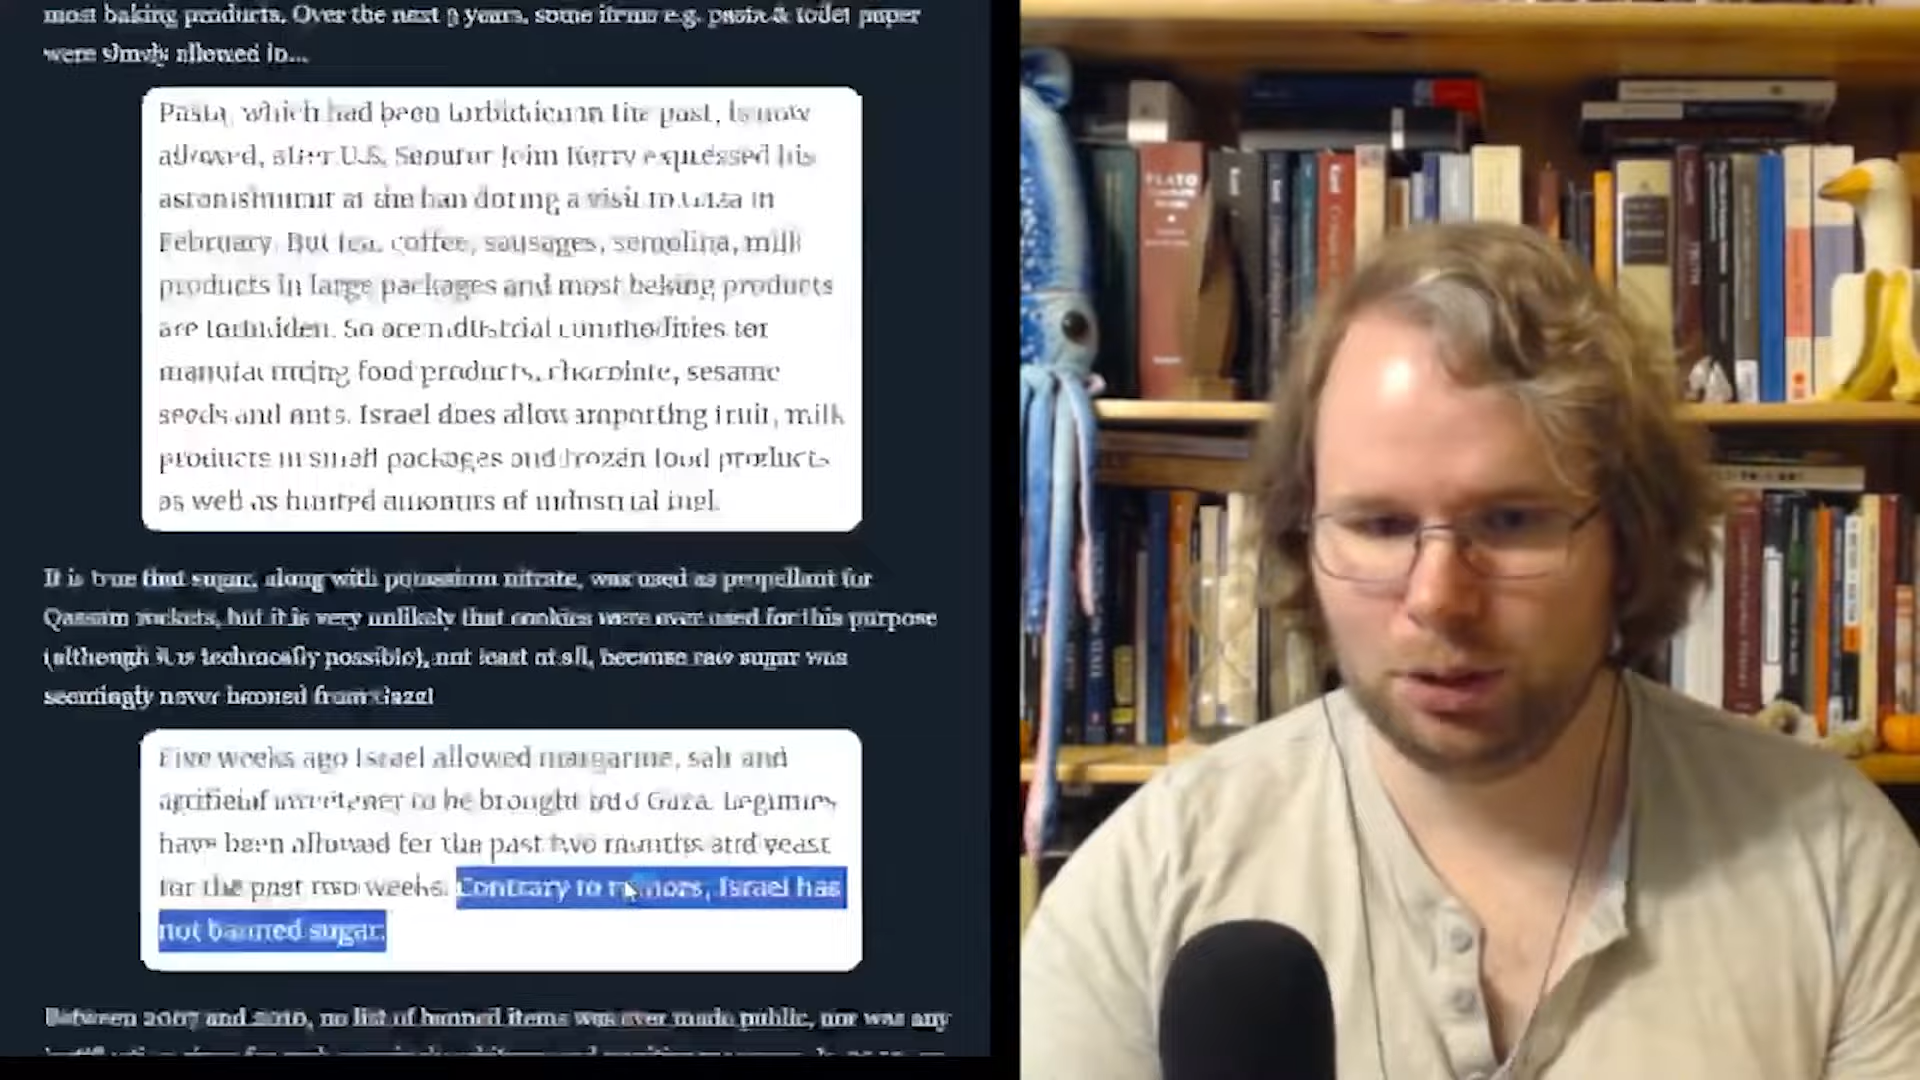 most baking products. Over the next 3 years, some items e.g. pasta & toilet paper
were slowly allowed in...
Pasta, which had been forbidden in the past, is now
allowed, after U.S. Senator John Kerry expressed his
astonishment at the ban during a visit to Gaza in
February. But tea, coffee, sausages, semolina, milk
products in large packages and most baking products
are forbidden. So are industrial commodities for
manufacturing food products, chocolate, sesame
seeds and nuts. Israel does allow importing fruit, milk
products in small packages and frozen food products
as well as limited amounts of industrial
It is true that sugar, along with potassium nitrate, was used as propellant for
Qassam rockets, but it is very unlikely that cookies were ever used for this purpose
(although it is technically possible), not least of all, because raw sugar was
seemingly never banned from Gaza!
Five weeks ago Israel allowed margarine, salt and
artificial sweetener to be brought into Gaza. Legumes
have been allowed for the past two months and yeast
for the past two weeks. Contrary to rumors, Israel has
not banned sugar.
Between 2007 and 2010, no list of banned items was ever made public, nor was any
PLATO